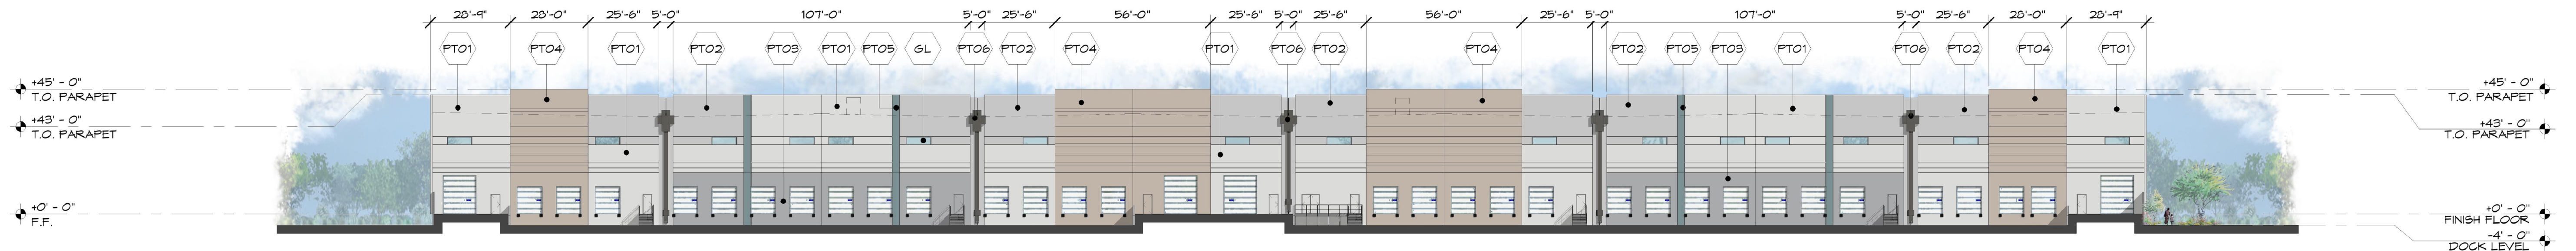 28'-9" 28'-0" 25'-6" 5'-0" 107'-0" 5'-0" 25'-6" 56'-0" 25'-6" 5'-0" 25'-6" 56'-0" 25'-6" 5'-0" 107'-0" 5'-0" 25'-6" 28'-0" 28'-9"
PT01 PT04 PT01 PT02 PT03 PT01 PT05 GL PT06 PT02 PT04 PT01 PT06 PT02 PT04 PT02 PT05 PT03 PT01 PT06 PT02 PT04 PT01
+45' - 0"
T.O. PARAPET
+43' - 0"
T.O. PARAPET
+0' - 0"
F.F.
+45' - 0"
T.O. PARAPET
+43' - 0"
T.O. PARAPET
+0' - 0"
FINISH FLOOR
-4' - 0"
DOCK LEVEL